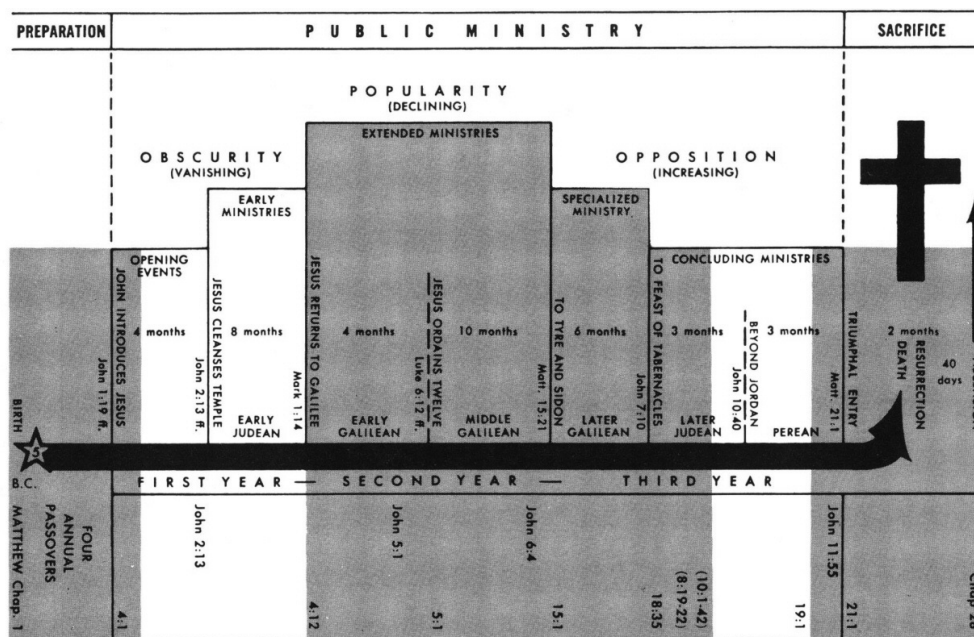 PREPARATION
PUBLIC MINISTRY
SACRIFICE
POPULARITY
(DECLINING)
EXTENDED MINISTRIES
OBSCURITY
(VANISHING)
OPPOSITION
(INCREASING)
EARLY
MINISTRIES
SPECIALIZED
MINISTRY
OPENING
EVENTS
CONCLUDING MINISTRIES
BIRTH
John 1:19 ff.
JOHN INTRODUCES JESUS
4 months
John 2:13 ff.
JESUS CLEANSES TEMPLE
8 months
EARLY
JUDEAN
Mark 1:14
JESUS RETURNS TO GALILEE
4 months
EARLY
GALILEAN
Luke 6:12 ff.
JESUS ORDAINS TWELVE
10 months
MIDDLE
GALILEAN
Matt. 15:21
TO TYRE AND SIDON
6 months
LATER
GALILEAN
John 7:10
TO FEAST OF TABERNACLES
3 months
LATER
JUDEAN
John 10:40
BEYOND JORDAN
3 months
PEREAN
Matt. 21:1
TRIUMPHAL ENTRY
2 months
DEATH
RESURRECTION
40
days
5
B.C.
FIRST YEAR — SECOND YEAR — THIRD YEAR
MATTHEW Chap. 1
FOUR
ANNUAL
PASSOVERS
John 2:13
John 5:1
John 6:4
John 11:55
4:1
4:12
5:1
15:1
18:35
(8:19-22)
(10:1-42)
19:1
21:1